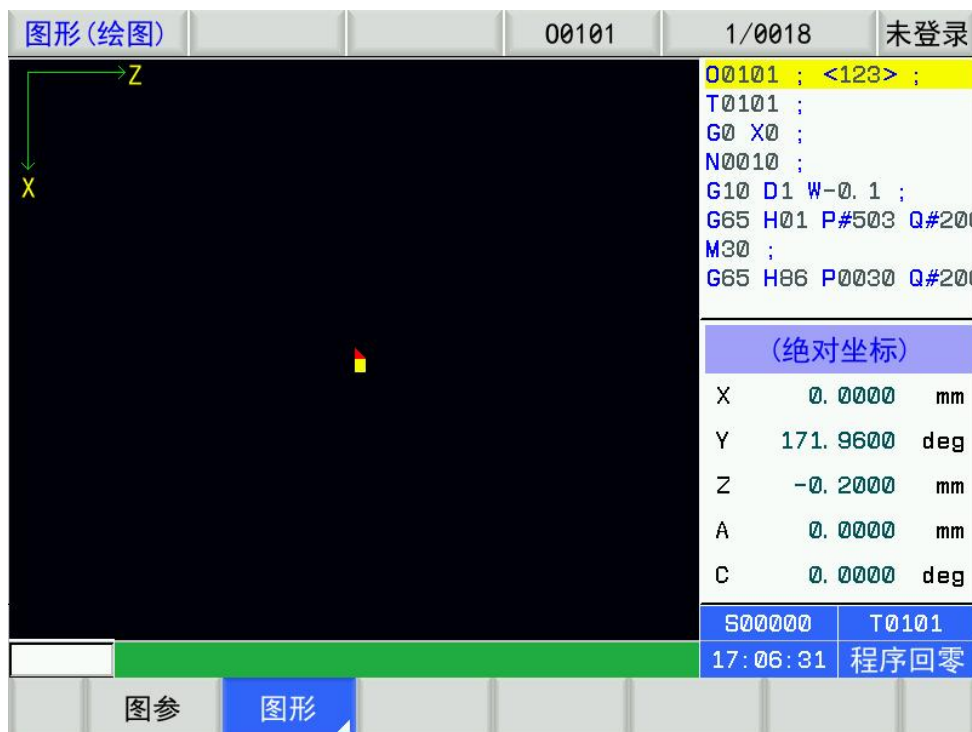 图形(绘图) O0101 1/0018 未登录
Z
X
O0101 ; <123> ;
T0101 ;
G0 X0 ;
N0010 ;
G10 D1 W-0.1 ;
G65 H01 P#503 Q#200
M30 ;
G65 H86 P0030 Q#200
(绝对坐标)
X 0.0000 mm
Y 171.9600 deg
Z -0.2000 mm
A 0.0000 mm
C 0.0000 deg
S00000 T0101
17:06:31 程序回零
图参 图形